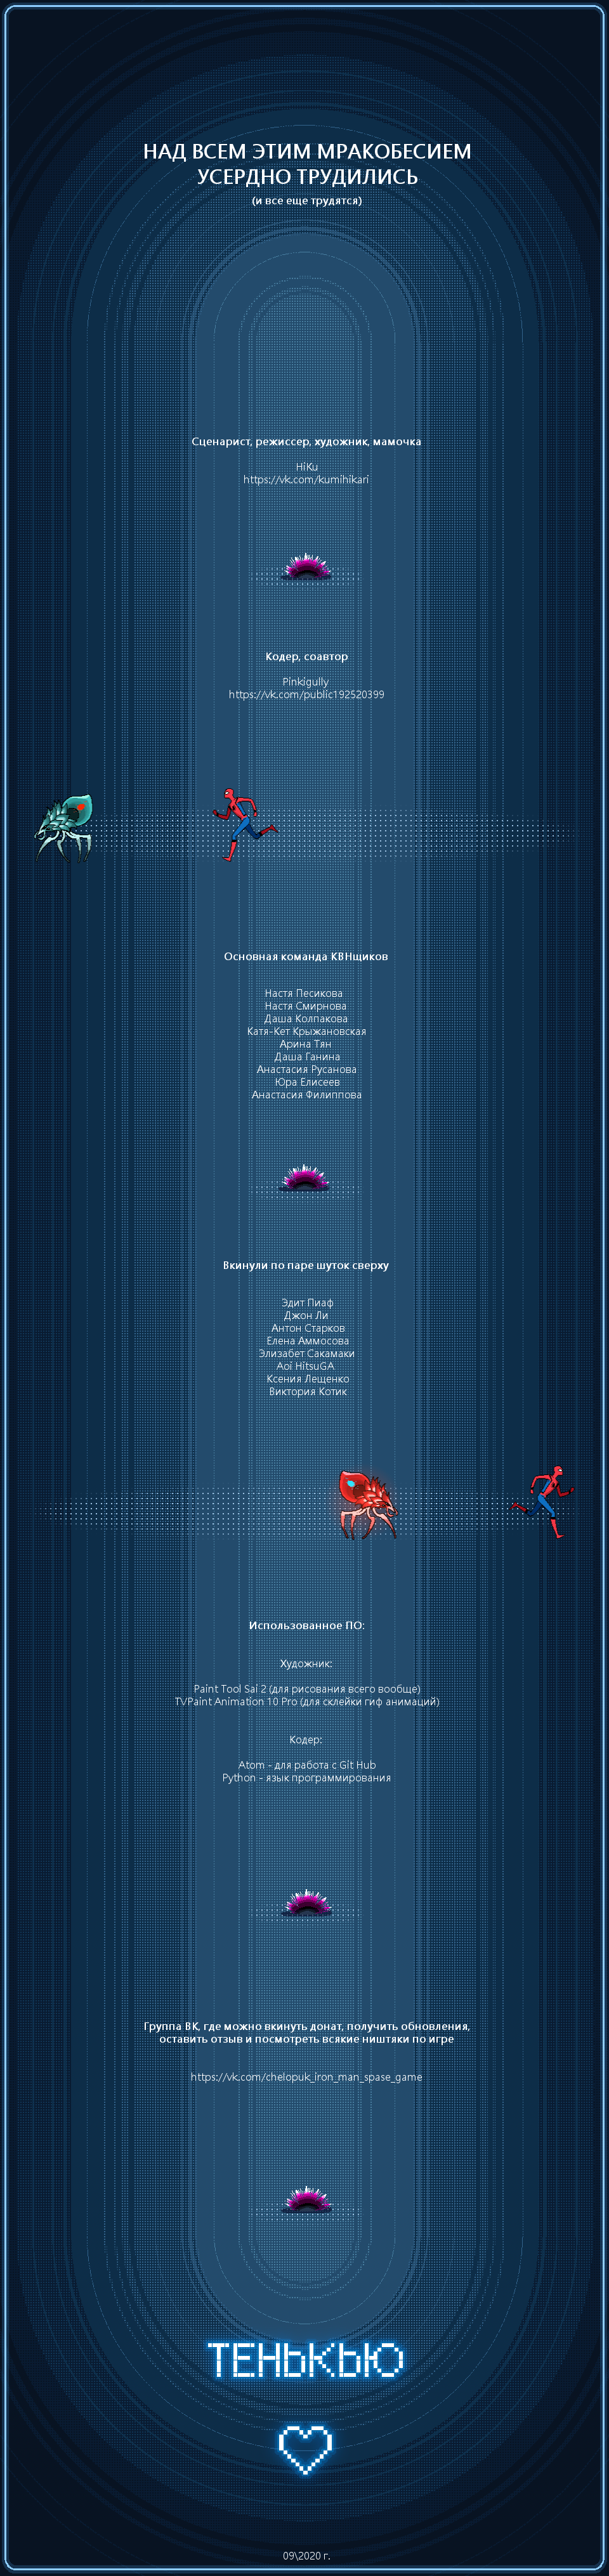 НАД ВСЕМ ЭТИМ МРАКОБЕСИЕМ
УСЕРДНО ТРУДИЛИСЬ
(и все еще трудятся)
Сценарист, режиссер, художник, мамочка
HiKu
https://vk.com/kumihikari
Кодер, соавтор
Pinkigully
https://vk.com/public192520399
Основная команда КВНщиков
Настя Песикова
Настя Смирнова
Даша Колпакова
Катя-Кет Крыжановская
Арина Тян
Даша Ганина
Анастасия Русанова
Юра Елисеев
Анастасия Филиппова
Вкинули по паре шуток сверху
Эдит Пиаф
Джон Ли
Антон Старков
Елена Аммосова
Элизабет Сакамаки
Aoi HitsuGA
Ксения Лещенко
Виктория Котик
Использованное ПО:
Художник:
Paint Tool Sai 2 (для рисования всего вообще)
TVPaint Animation 10 Pro (для склейки гиф анимаций)
Кодер:
Atom - для работа с Git Hub
Python - язык программирования
Группа ВК, где можно вкинуть донат, получить обновления,
оставить отзыв и посмотреть всякие ништяки по игре
https://vk.com/chelopuk_iron_man_spase_game
ТЕНЬКЬЮ
09\2020 г.